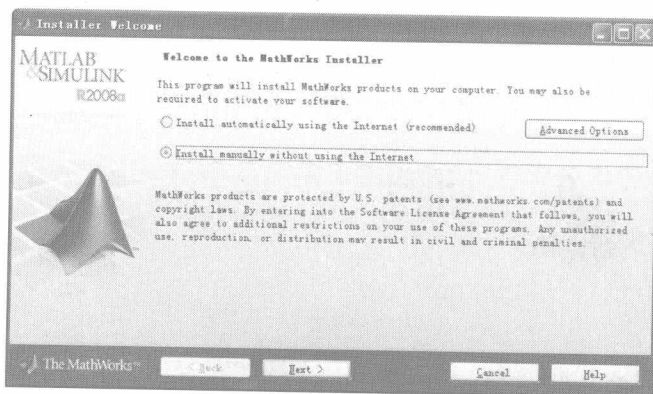 Installer Welcome
MATLAB
&SIMULINK
R2008a
Welcome to the MathWorks Installer
This program will install MathWorks products on your computer. You may also be
required to activate your software.
Install automatically using the Internet (recommended)
Advanced Options
Install manually without using the Internet
MathWorks products are protected by U.S. patents (see www.mathworks.com/patents) and
copyright laws. By entering into the Software License Agreement that follows, you will
also agree to additional restrictions on your use of these programs. Any unauthorized
use, reproduction, or distribution may result in civil and criminal penalties.
The MathWorks™
< Back
Next >
Cancel
Help